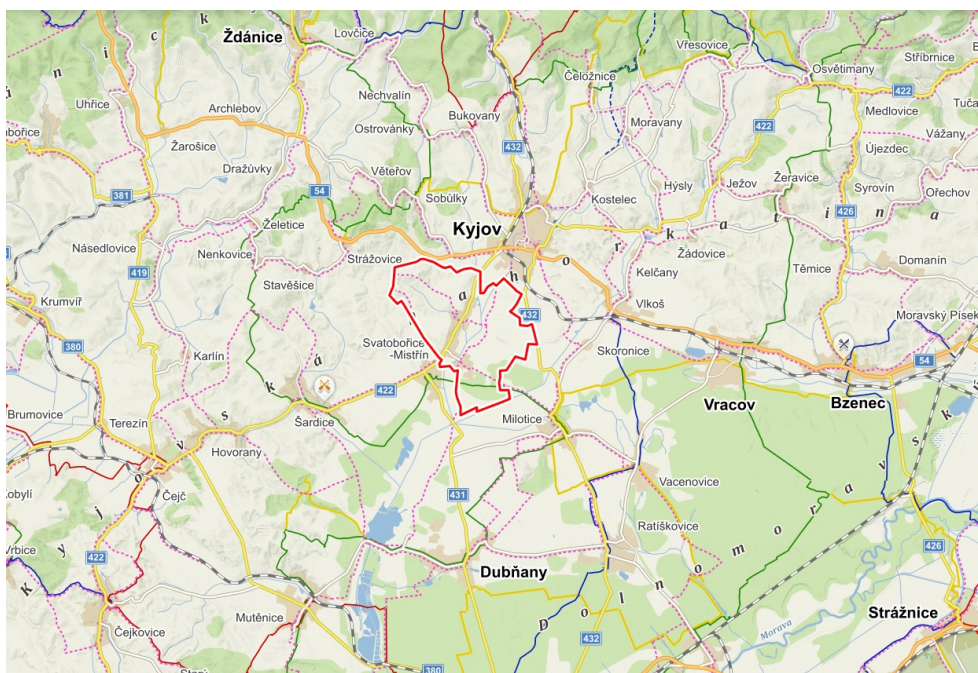 Ždánice
Lovčice
Vřesovice
Stříbrnice
Osvětimany
422
Čeložnice
Uhřice
Nechvalín
Archlebov
Bukovany
Medlovice
Ostrovánky
Moravany
422
Vážany
Žarošice
432
Újezdec
Dražůvky
Věteřov
Hýsly
Ježov
Žeravice
Syrovín
Ořechov
381
54
Sobůlky
Kostelec
426
Želetice
Kyjov
Násedlovice
Nenkovice
Strážovice
Žádovice
419
Kelčany
Těmice
Domanín
Stavěšice
Krumvíř
Vlkoš
432
Moravský Písek
380
Svatobořice
-Mistřín
Karlín
Skoronice
54
422
Vracov
Bzenec
Brumovice
Terezín
Šardice
Milotice
Hovorany
Čejč
431
Vacenovice
Ratíškovice
422
426
Dubňany
Strážnice
Mutěnice
Čejkovice
432
Morava
380